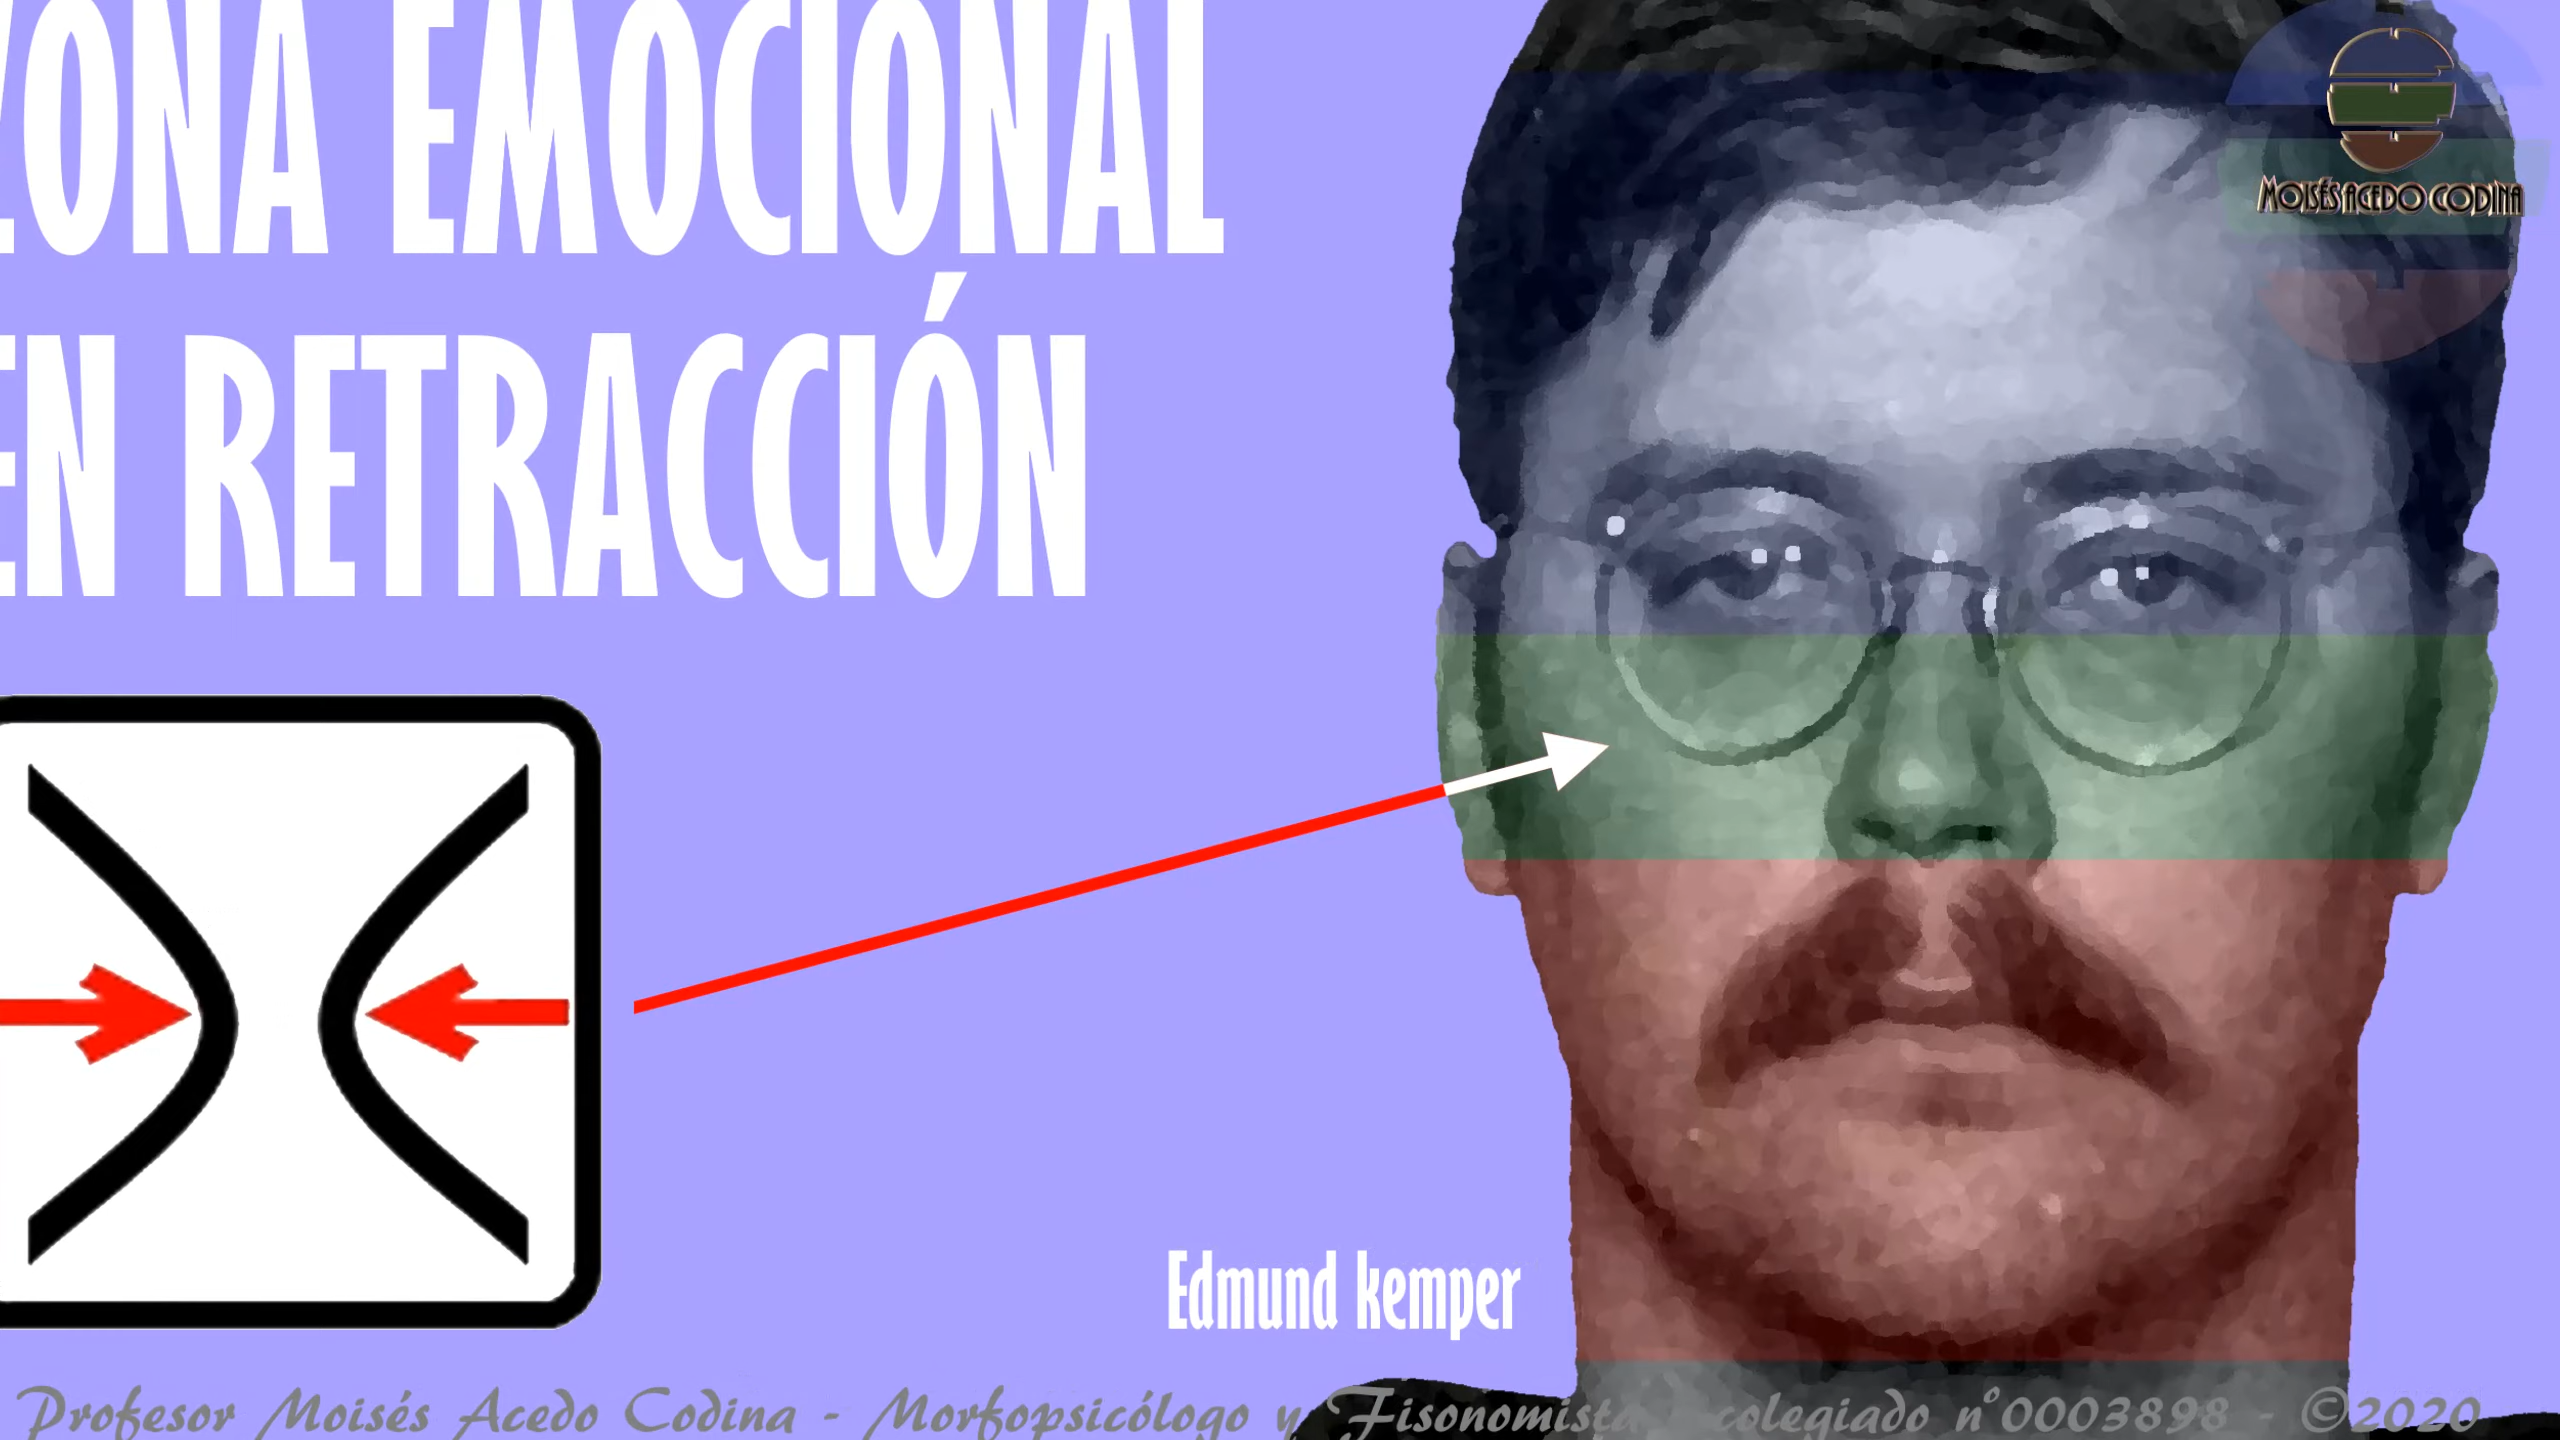 ZONA EMOCIONAL
EN RETRACCIÓN
MOISÉS ACEDO CODINA
Edmund kemper
Profesor Moisés Acedo Codina - Morfopsicólogo y Fisonomista colegiado nº0003898 - ©2020